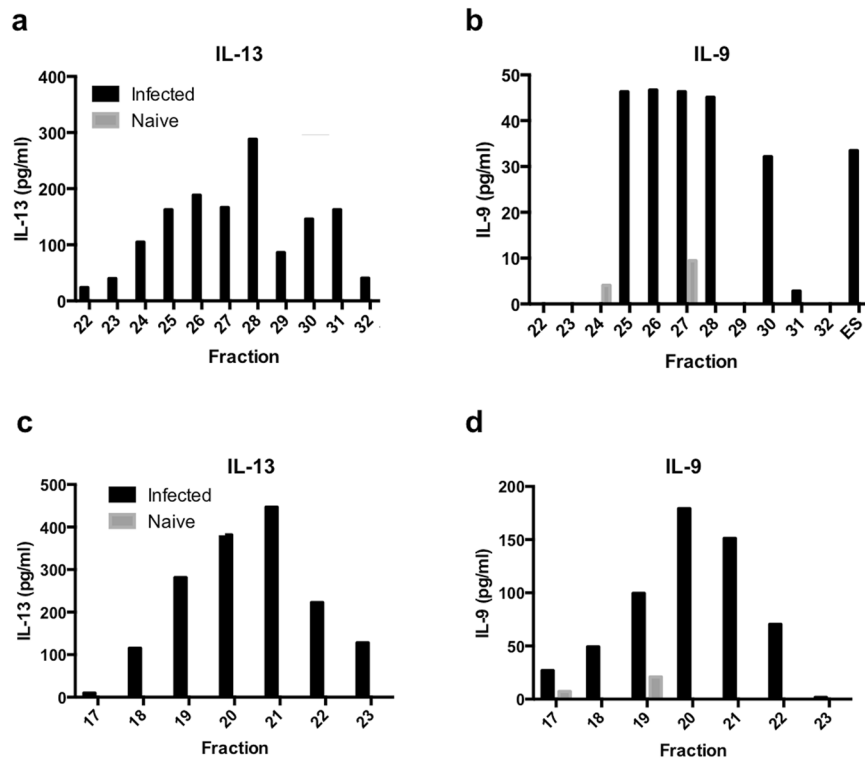 a
IL-13
400
300
200
100
0
IL-13 (pg/ml)
Infected
Naive
22 23 24 25 26 27 28 29 30 31 32
Fraction
b
IL-9
50
40
30
20
10
0
IL-9 (pg/ml)
22 23 24 25 26 27 28 29 30 31 32 ES
Fraction
c
IL-13
500
400
300
200
100
0
IL-13 (pg/ml)
Infected
Naive
17 18 19 20 21 22 23
Fraction
d
IL-9
200
150
100
50
0
IL-9 (pg/ml)
17 18 19 20 21 22 23
Fraction